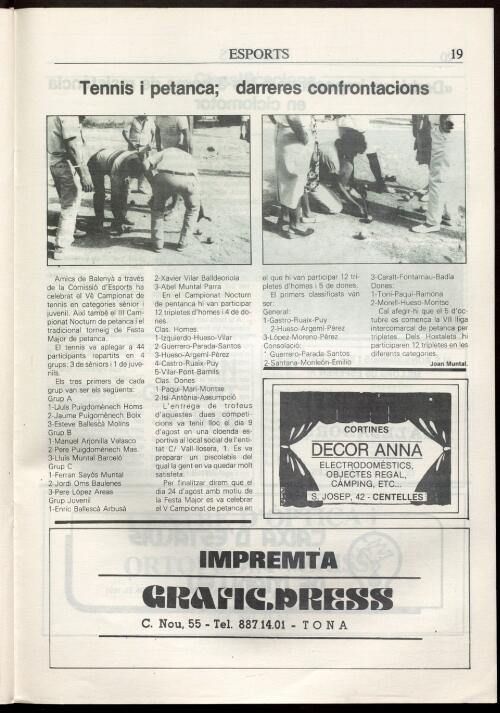 ESPORTS
19
Tennis i petanca; darreres confrontacions
Amics de Balenyà a través
de la Comissió d'Esports ha
celebrat el Vè Campionat de
tennis en categories sènior i
juvenil. Així també el III Cam-
pionat Nocturn de petanca i el
tradicional torneig de Festa
Major de petanca.
El tennis va aplegar a 44
participants repartits en 4
grups: 3 de sèniors i 1 de juve-
nils.
Els tres primers de cada
grup van ser els següents:
Grup A
1-Lluís Puigdomènech Homs
2-Jaume Puigdomènech Boix
3-Esteve Ballescà Molins
Grup B
1-Manuel Arjonilla Velasco
2-Pere Puigdomènech Mas.
3-Lluís Muntal Barceló
Grup C
1-Ferran Sayós Muntal
2-Jordi Oms Baulenes
3-Pere López Areas
Grup Juvenil
1-Enric Ballescà Arbusà
2-Xavier Vilar Balldeoriola
3-Abel Muntal Parra
En el Campionat Nocturn
de pentanca hi van participar
12 tripletes d'homes i 4 de do-
nes.
Clas. Homes.
1-Izquierdo-Hueso-Vilar
2-Guerrero-Parada-Santos
3-Hueso-Argemí-Pérez
4-Castro-Ruaix-Puy
5-Vilar-Pont-Barnils
Clas. Dones
1-Paqui-Mari-Montxe
2-Isi-Antònia-Assumpció
L'entrega de trofeus
d'aquestes dues competi-
cions va tenir lloc el dia 9
d'agost en una cloenda es-
portiva al local social de l'enti-
tat C/ Vall-llosera, 1. Es va
preparar un piscolabis del
qual la gent en va quedar molt
satisfeta.
Per finalitzar direm que el
dia 24 d'agost amb motiu de
la Festa Major es va celebrar
el V Campionat de petanca en
el que hi van participar 12 tri-
pletes d'homes i 5 de dones.
El primers classificats van
ser:
General:
1-Gastro-Ruaix-Puy
2-Hueso-Argemí-Pérez
3-López-Moreno-Pérez
Consolació:
Guerrero-Parada-Santos
2-Santana-Monleón-Emilio
3-Caralt-Fontarnau-Badia
Dones:
1-Toni-Paqui-Ramona
2-Morell-Hueso-Montse
Cal afegir-hi que el 5 d'oc-
tubre es comença la VII lliga
intercomarcal de petanca per
tripletes. Dels Hostalets hi
participaren 12 tripletes en les
diferents categories.
Joan Muntal.
CORTINES
DECOR ANNA
ELECTRODOMÈSTICS,
OBJECTES REGAL,
CÀMPING, ETC...
S. JOSEP, 42 - CENTELLES
IMPREMTA
GRAFIC.PRESS
C. Nou, 55 - Tel. 887.14.01 - TONA